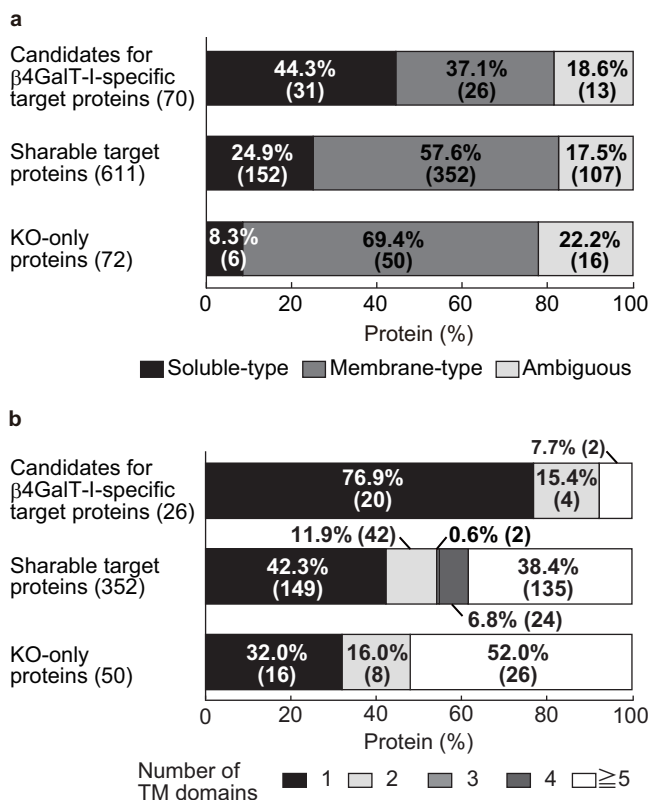 a
Candidates for
β4GalT-I-specific
target proteins (70)
44.3%
(31)
37.1%
(26)
18.6%
(13)
Sharable target
proteins (611)
24.9%
(152)
57.6%
(352)
17.5%
(107)
KO-only
proteins (72)
8.3%
(6)
69.4%
(50)
22.2%
(16)
0 20 40 60 80 100
Protein (%)
Soluble-type Membrane-type Ambiguous
b
Candidates for
β4GalT-I-specific
target proteins (26)
76.9%
(20)
15.4%
(4)
7.7% (2)
Sharable target
proteins (352)
42.3%
(149)
11.9% (42)
0.6% (2)
6.8% (24)
38.4%
(135)
KO-only
proteins (50)
32.0%
(16)
16.0%
(8)
52.0%
(26)
0 20 40 60 80 100
Protein (%)
Number of
TM domains
1 2 3 4 ≧5